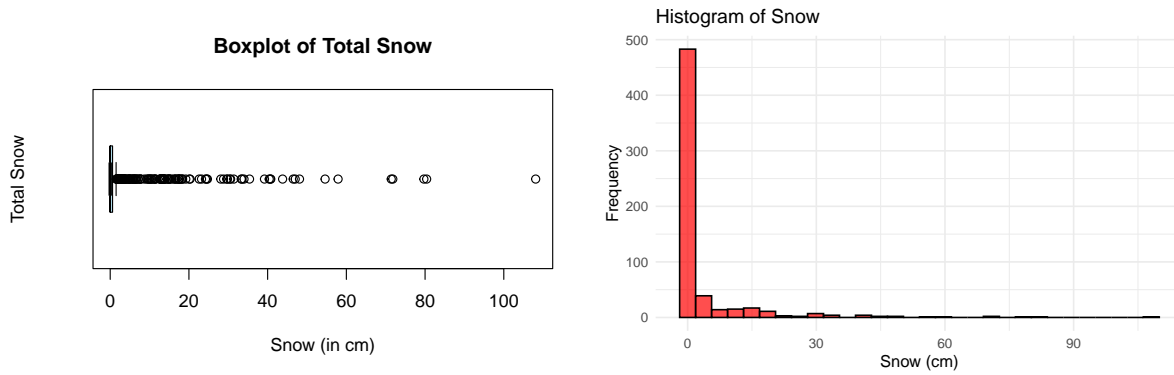 Boxplot of Total Snow
Total Snow
0 20 40 60 80 100
Snow (in cm)
Histogram of Snow
Frequency
500
400
300
200
100
0
0 30 60 90
Snow (cm)